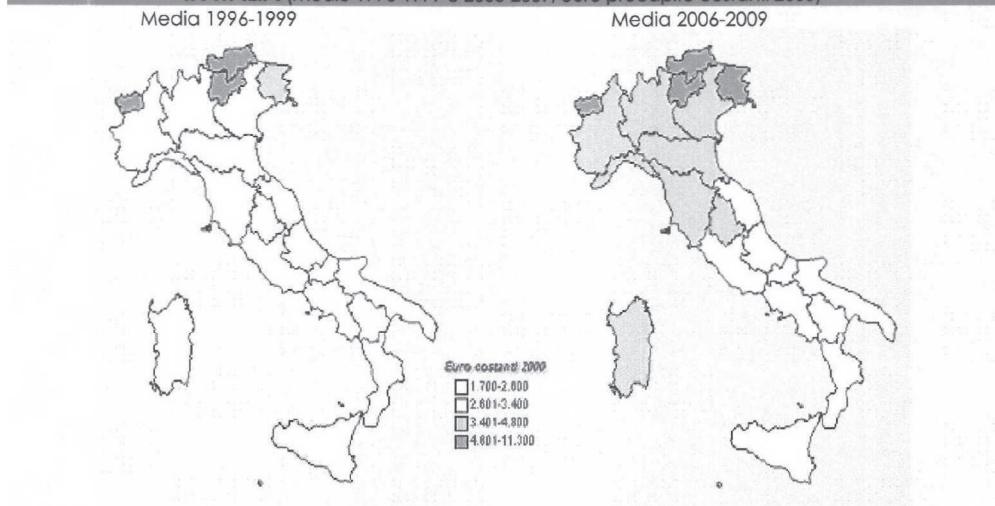 Media 1996-1999
Media 2006-2009
Euro costanti 2000
1.700-2.600
2.601-3.400
3.401-4.800
4.801-11.300